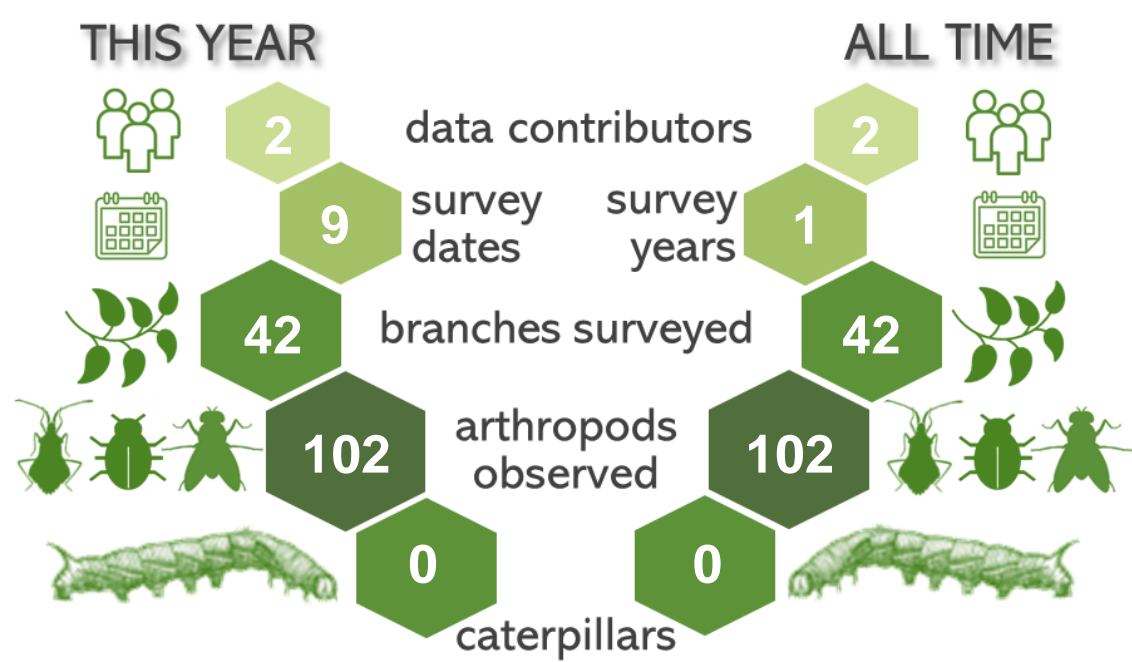 THIS YEAR
ALL TIME
2
data contributors
2
9
survey
dates
survey
years
1
42
branches surveyed
42
102
arthropods
observed
102
0
0
caterpillars